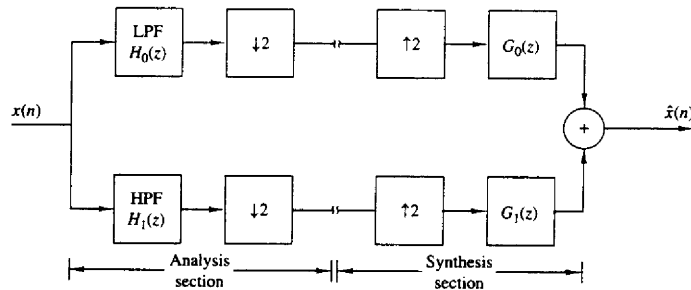 LPF
H₀(z)
↓2
↑2
G₀(z)
x(n)
+
x̂(n)
HPF
H₁(z)
↓2
↑2
G₁(z)
Analysis
section
Synthesis
section